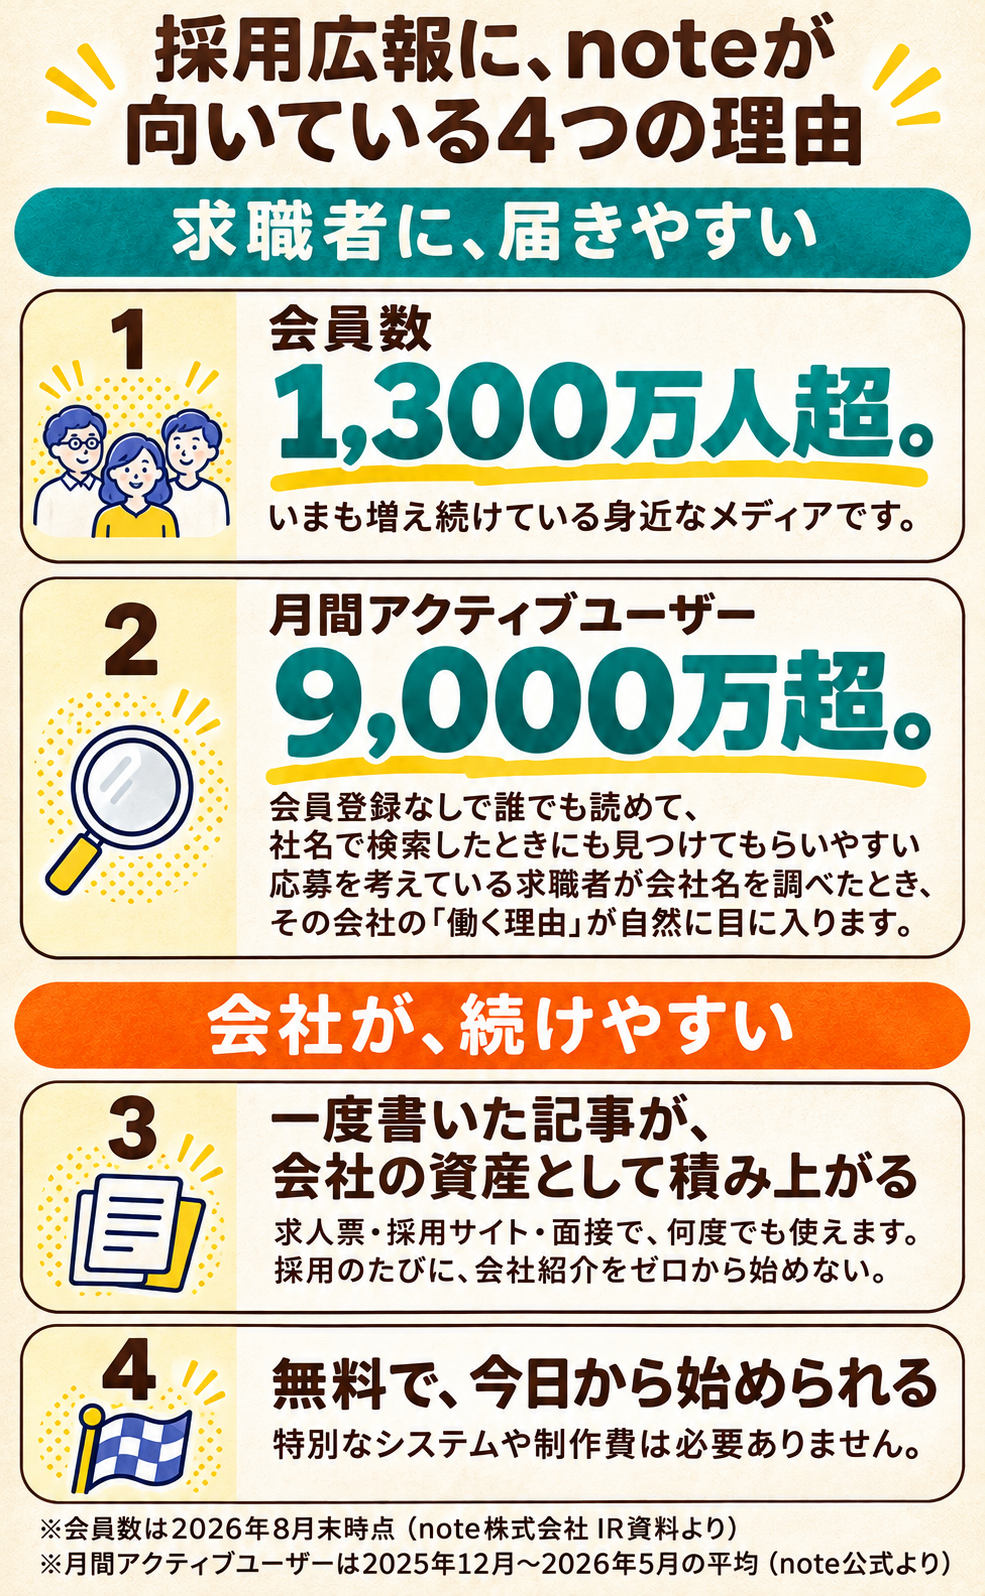 採用広報に、noteが
向いている4つの理由
求職者に、届きやすい
1
会員数
1,300万人超。
いまも増え続けている身近なメディアです。
2
月間アクティブユーザー
9,000万超。
会員登録なしで誰でも読めて、
社名で検索したときにも見つけてもらいやすい
応募を考えている求職者が会社名を調べたとき、
その会社の「働く理由」が自然に目に入ります。
会社が、続けやすい
3
一度書いた記事が、
会社の資産として積み上がる
求人票・採用サイト・面接で、何度でも使えます。
採用のたびに、会社紹介をゼロから始めない。
4
無料で、今日から始められる
特別なシステムや制作費は必要ありません。
※会員数は2026年8月末時点（note株式会社 IR資料より）
※月間アクティブユーザーは2025年12月〜2026年5月の平均（note公式より）